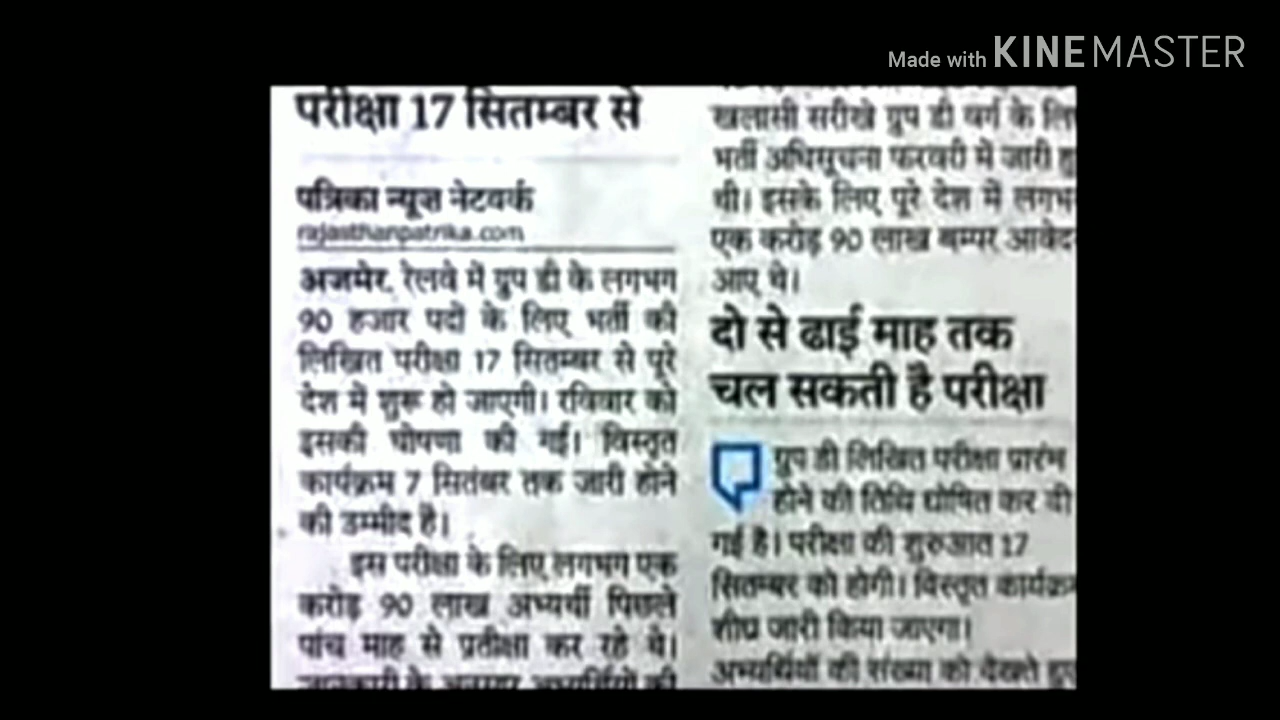 Made with KINEMASTER
परीक्षा 17 सितम्बर से
पत्रिका न्यूज नेटवर्क
rajasthanpatrika.com
अजमेर. रेलवे में ग्रुप डी के लगभग
90 हजार पदों के लिए भर्ती की
लिखित परीक्षा 17 सितम्बर से पूरे
देश में शुरू हो जाएगी। रविवार को
इसकी घोषणा की गई। विस्तृत
कार्यक्रम 7 सितंबर तक जारी होने
की उम्मीद है।
इस परीक्षा के लिए लगभग एक
करोड़ 90 लाख अभ्यर्थी पिछले
पांच माह से प्रतीक्षा कर रहे थे।
खलासी सरीखे ग्रुप डी वर्ग के
भर्ती अधिसूचना फरवरी में जारी
थी। इसके लिए पूरे देश में
एक करोड़ 90 लाख बम्पर
आए थे।
दो से ढाई माह तक
चल सकती है परीक्षा
ग्रुप डी लिखित परीक्षा प्रारंभ
होने की तिथि घोषित कर दी
गई है। परीक्षा की शुरुआत 17
सितम्बर को होगी। विस्तृत
शीघ्र जारी किया जाएगा।
अभ्यर्थियों की संख्या को देखते